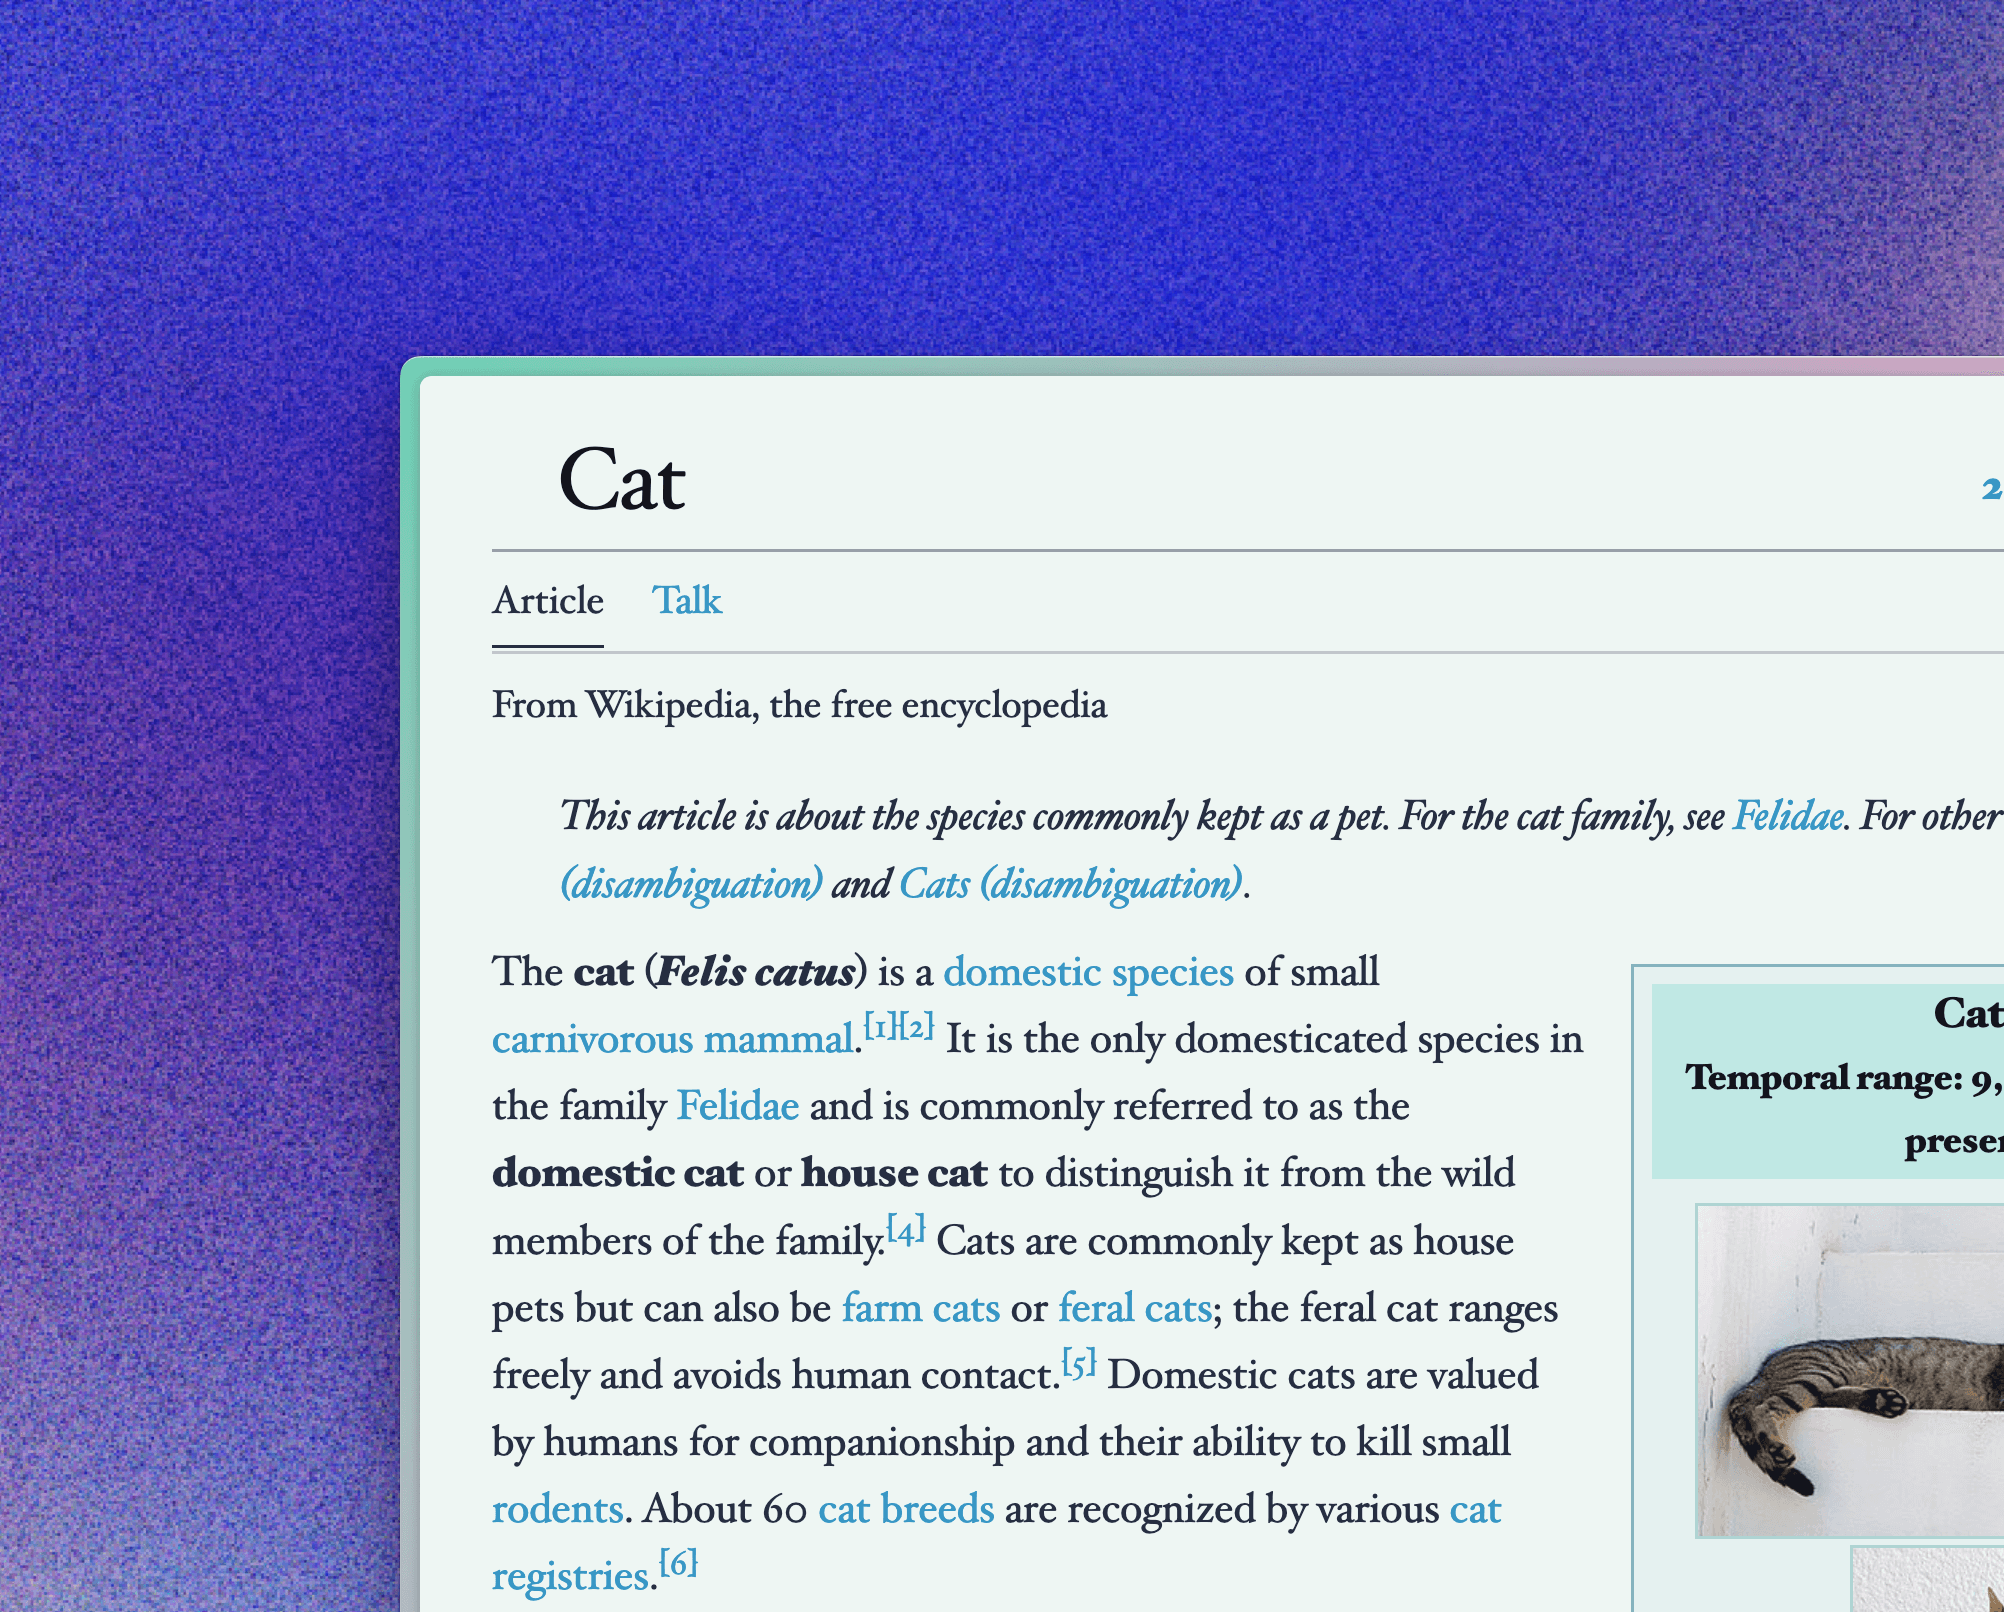 Cat
2
Article Talk
From Wikipedia, the free encyclopedia
This article is about the species commonly kept as a pet. For the cat family, see Felidae. For other
(disambiguation) and Cats (disambiguation).
The cat (Felis catus) is a domestic species of small
carnivorous mammal.[1][2] It is the only domesticated species in
the family Felidae and is commonly referred to as the
domestic cat or house cat to distinguish it from the wild
members of the family.[4] Cats are commonly kept as house
pets but can also be farm cats or feral cats; the feral cat ranges
freely and avoids human contact.[5] Domestic cats are valued
by humans for companionship and their ability to kill small
rodents. About 60 cat breeds are recognized by various cat
registries.[6]
Cat
Temporal range: 9,